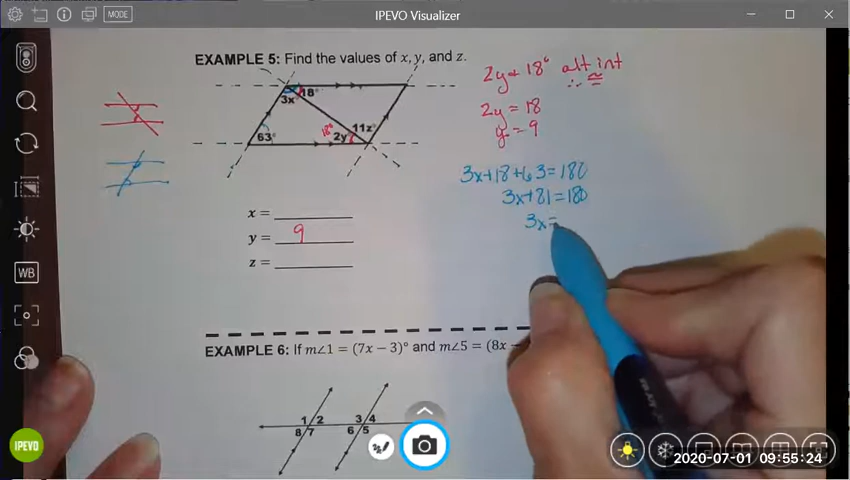 IPEVO Visualizer
MODE
EXAMPLE 5: Find the values of x, y, and z.
3x°
18°
63°
18°
2y°
11z°
2y = 18° alt int
∴ ≅
2y = 18
y = 9
3x+18+63=180
3x+81=180
3x=
x =
y = 9
z =
WB
EXAMPLE 6: If m∠1 = (7x − 3)° and m∠5 = (8x −
1 2
8 7
3 4
6 5
ENJOY
IPEVO
2020-07-01 09:55:24